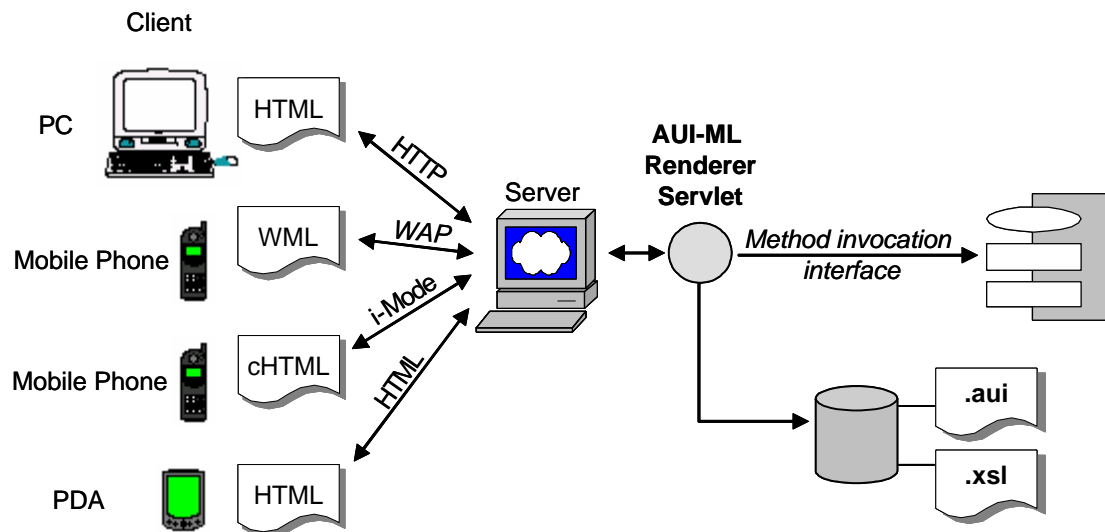 Client
PC
HTML
HTTP
Mobile Phone
WML
WAP
Mobile Phone
cHTML
i-Mode
PDA
HTML
HTML
Server
AUI-ML
Renderer
Servlet
Method invocation
interface
.aui
.xsl